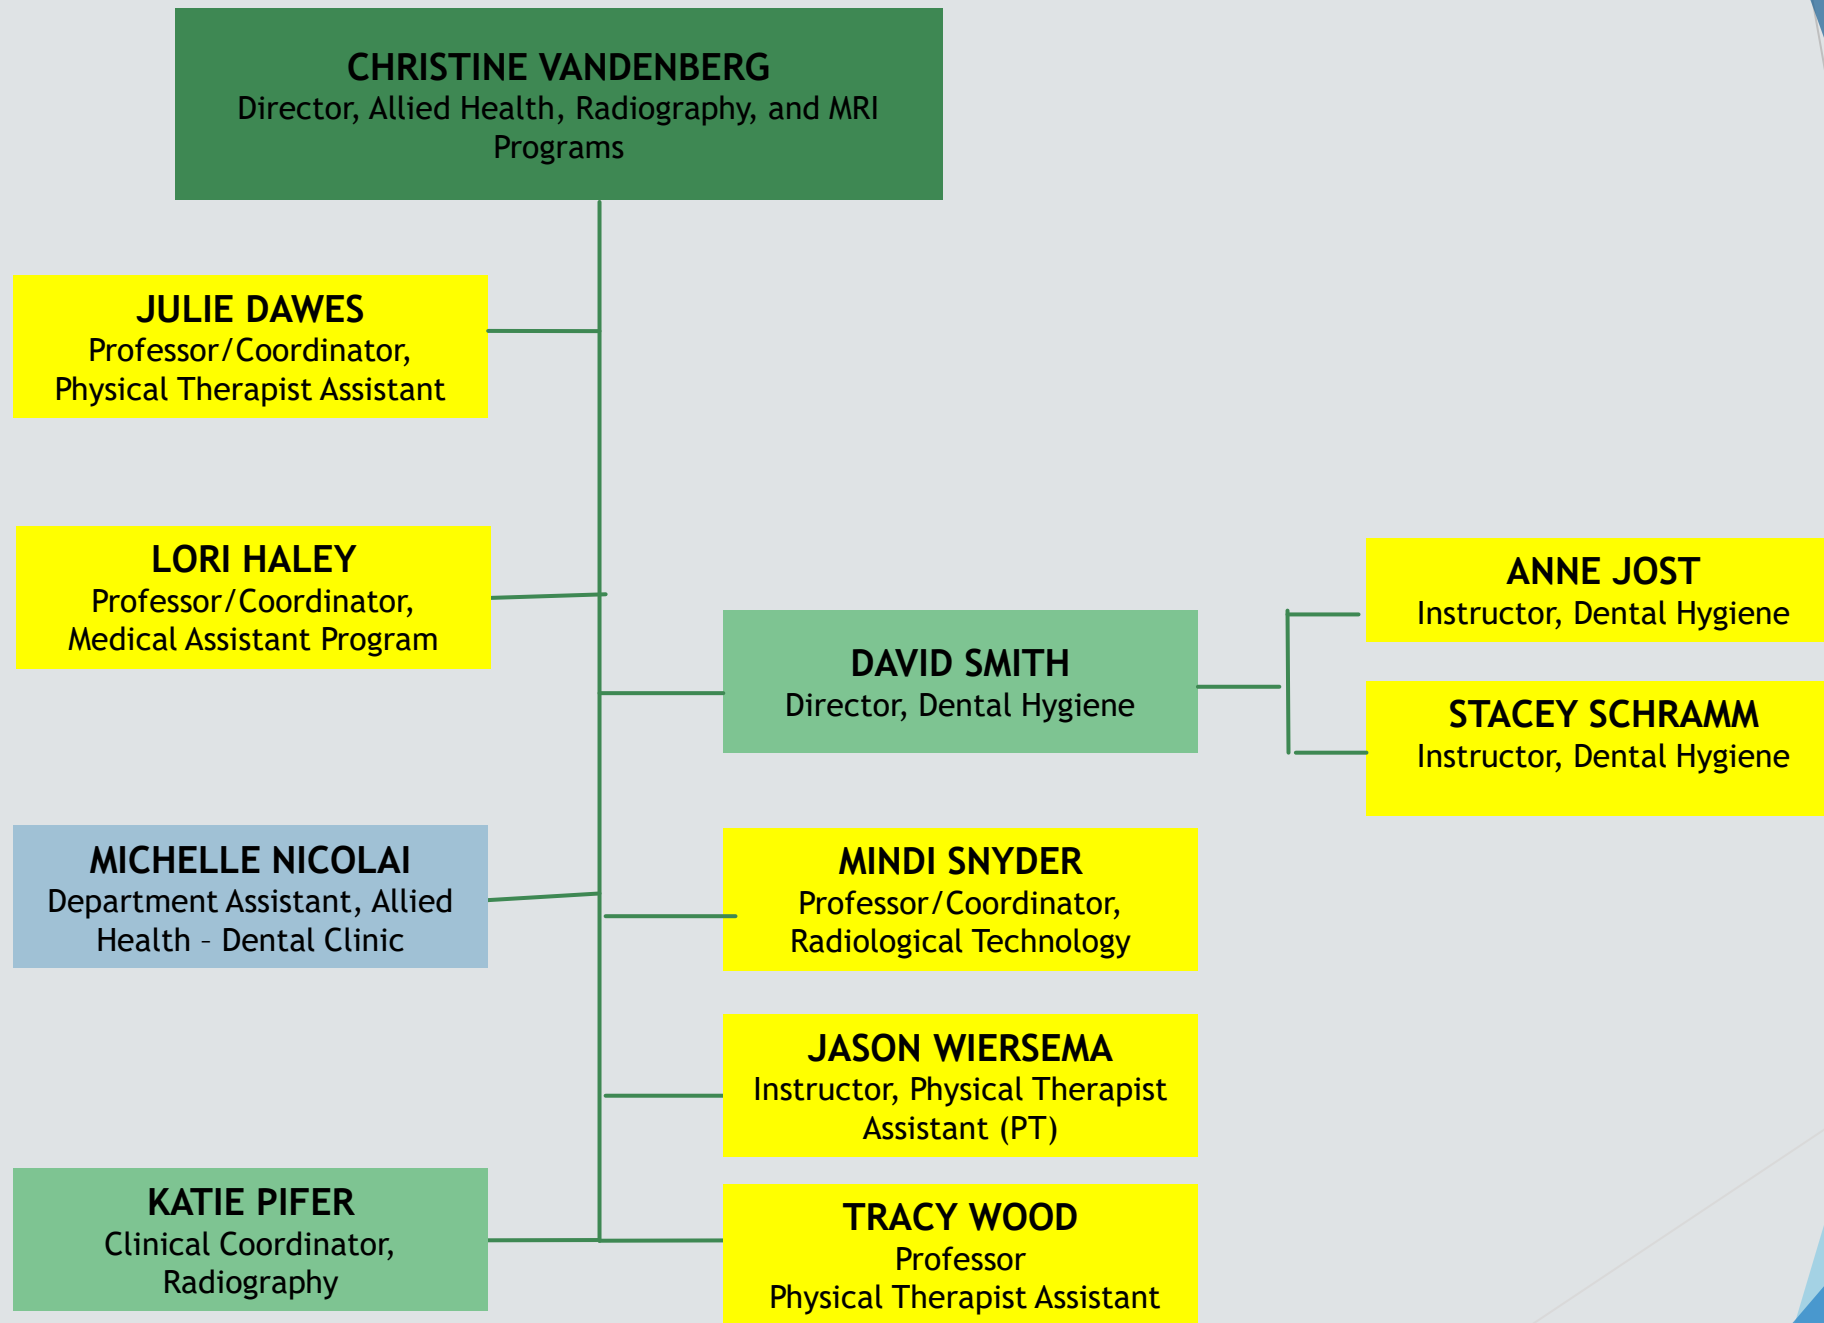 CHRISTINE VANDENBERG
Director, Allied Health, Radiography, and MRI
Programs
JULIE DAWES
Professor/Coordinator,
Physical Therapist Assistant
LORI HALEY
Professor/Coordinator,
Medical Assistant Program
MICHELLE NICOLAI
Department Assistant, Allied
Health – Dental Clinic
KATIE PIFER
Clinical Coordinator,
Radiography
DAVID SMITH
Director, Dental Hygiene
MINDI SNYDER
Professor/Coordinator,
Radiological Technology
JASON WIERSEMA
Instructor, Physical Therapist
Assistant (PT)
TRACY WOOD
Professor
Physical Therapist Assistant
ANNE JOST
Instructor, Dental Hygiene
STACEY SCHRAMM
Instructor, Dental Hygiene